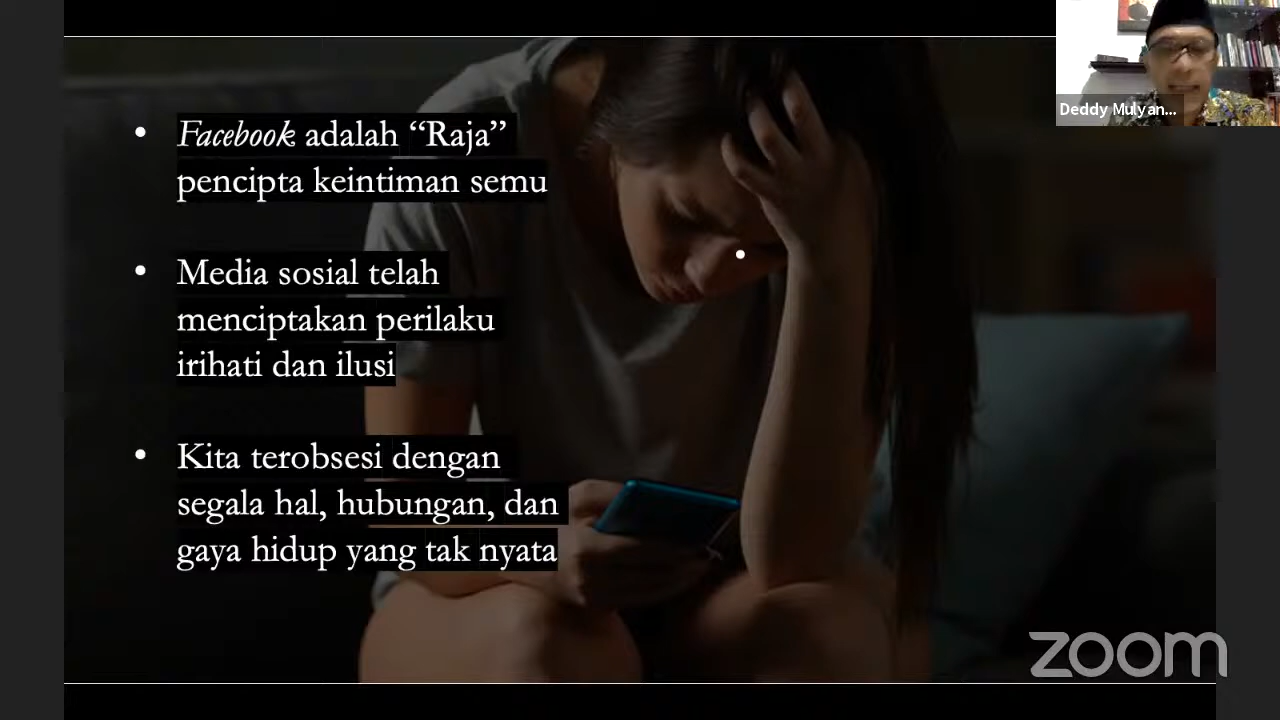 Deddy Mulyan...
• Facebook adalah “Raja”
pencipta keintiman semu
• Media sosial telah
menciptakan perilaku
irihati dan ilusi
• Kita terobsesi dengan
segala hal, hubungan, dan
gaya hidup yang tak nyata
zoom